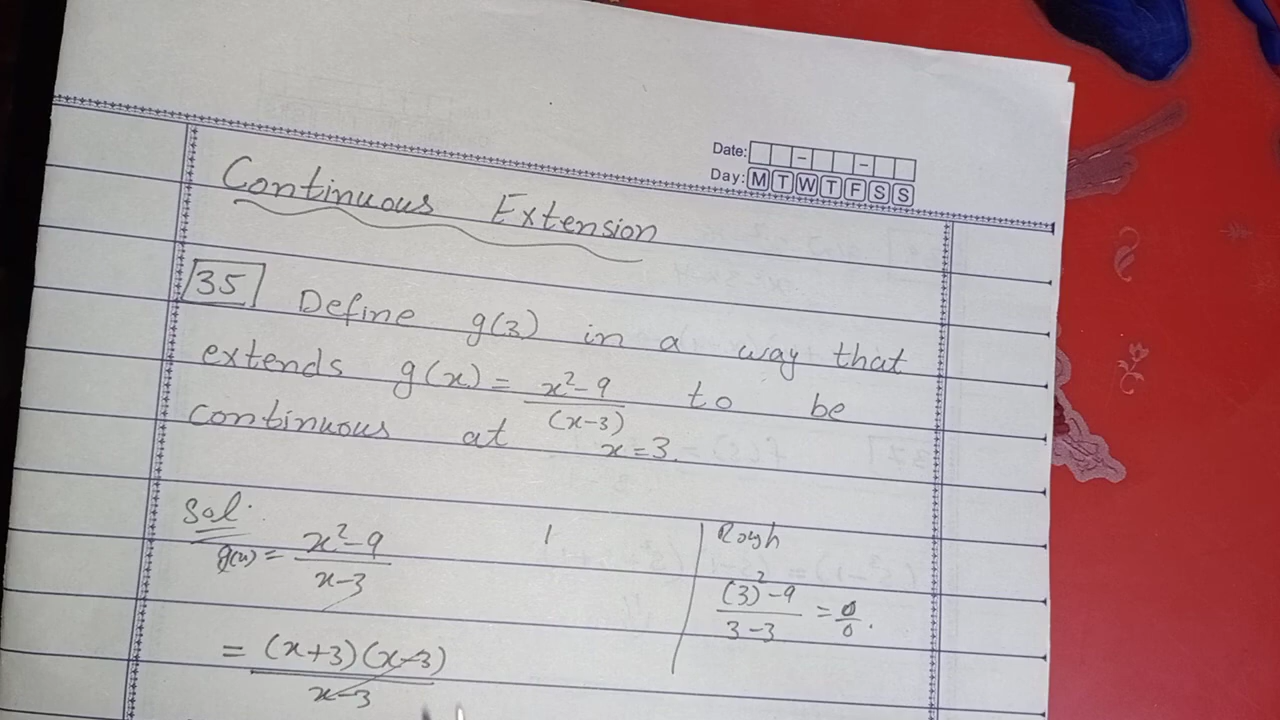 Date: - -
Day: M T W T F S S
Continuous Extension
35 Define g(3) in a way that
extends g(x) = x²-9 / (x-3) to be
continuous at x=3.
Sol.
g(x) = x²-9 / x-3
= (x+3)(x-3) / x-3
Rough
(3)²-9 / 3-3 = 0/0.